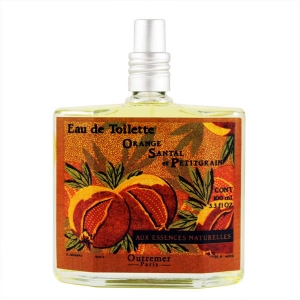 Eau de Toilette
Orange
Santal
et Petitgrain
CONT
100 ml
3.3 fl oz
AUX ESSENCES NATURELLES
Outremer
Paris